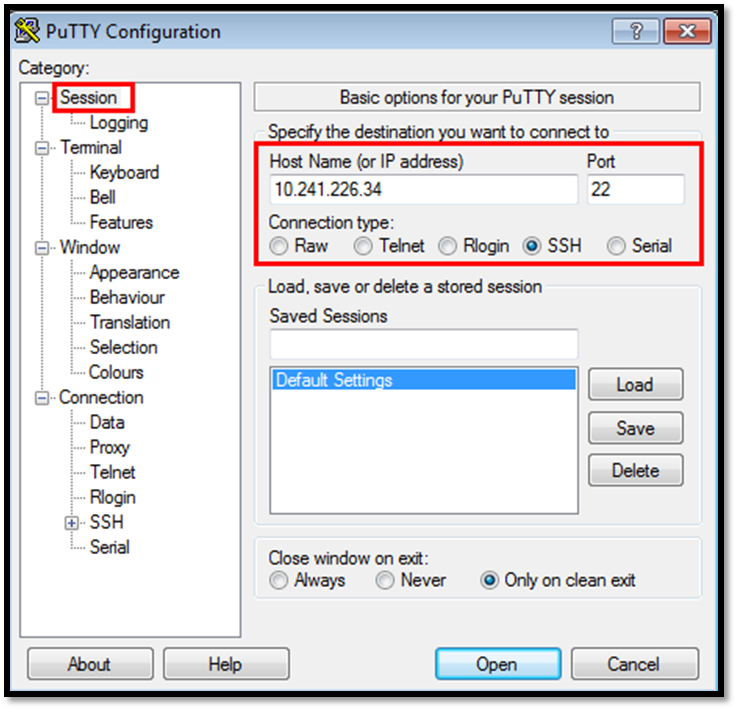 PuTTY Configuration
?
Category:
Session
Logging
Terminal
Keyboard
Bell
Features
Window
Appearance
Behaviour
Translation
Selection
Colours
Connection
Data
Proxy
Telnet
Rlogin
SSH
Serial
Basic options for your PuTTY session
Specify the destination you want to connect to
Host Name (or IP address) Port
10.241.226.34 22
Connection type:
Raw Telnet Rlogin SSH Serial
Load, save or delete a stored session
Saved Sessions
Default Settings
Load
Save
Delete
Close window on exit:
Always Never Only on clean exit
About Help Open Cancel